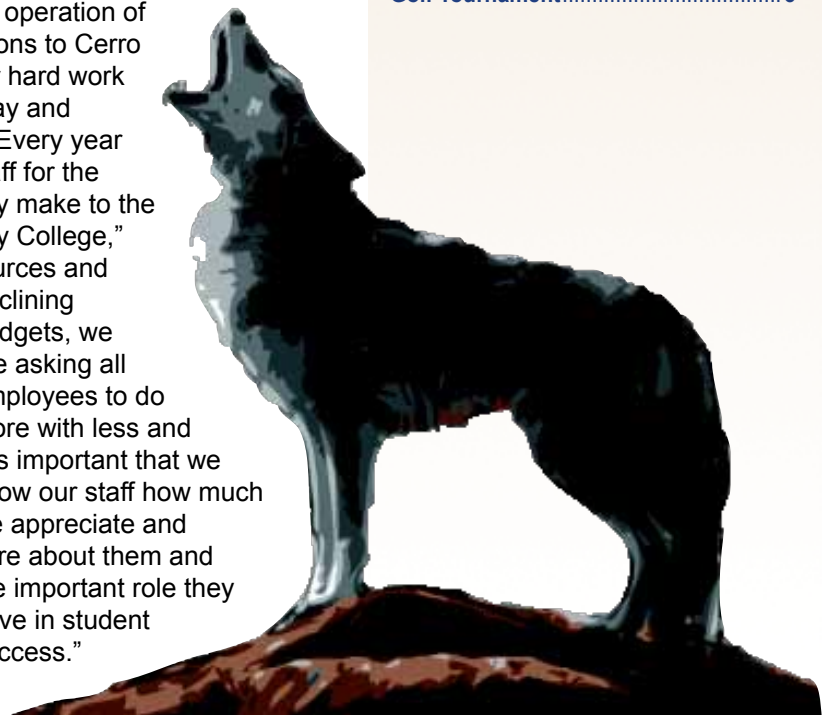 operation of
ons to Cerro
hard work
ay and
Every year
aff for the
y make to the
y College,”
urces and
clining
dgets, we
e asking all
mployees to do
ore with less and
s important that we
ow our staff how much
e appreciate and
re about them and
e important role they
ve in student
ccess.”